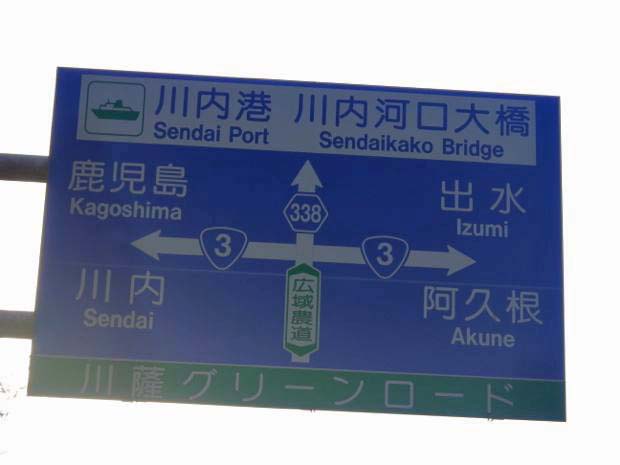 川内港 川内河口大橋
Sendai Port Sendaikako Bridge
鹿児島 出水
Kagoshima Izumi
338
3 3
川内 阿久根
Sendai Akune
広域農道
川薩グリーンロード